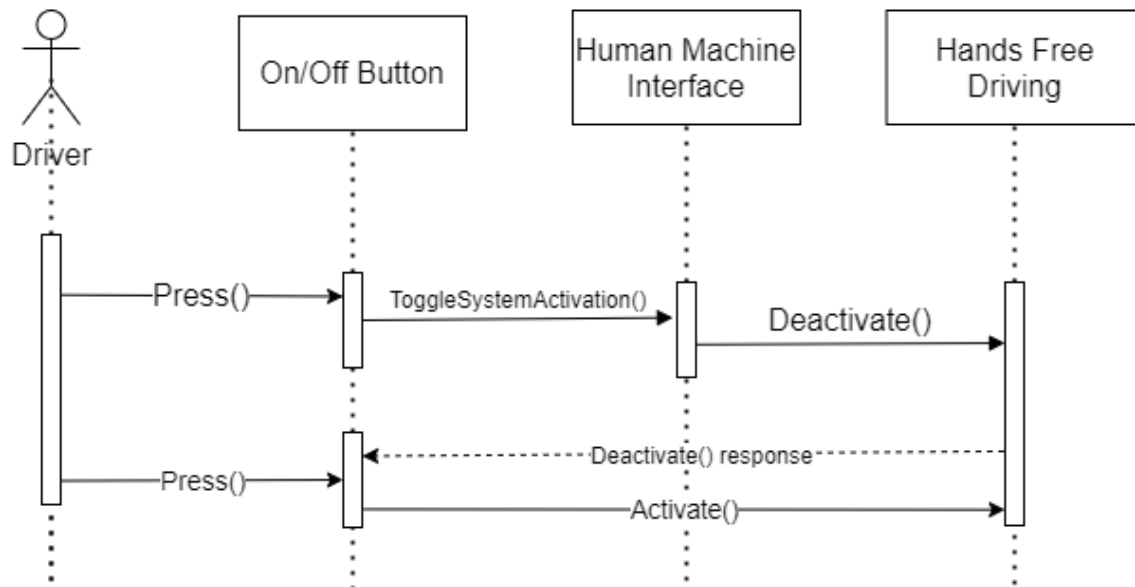 On/Off Button
Human Machine
Interface
Hands Free
Driving
Driver
Press()
ToggleSystemActivation()
Deactivate()
Deactivate() response
Press()
Activate()